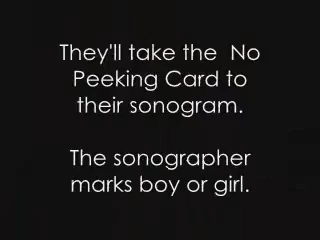 They'll take the  No
Peeking Card to
their sonogram.

The sonographer
marks boy or girl.